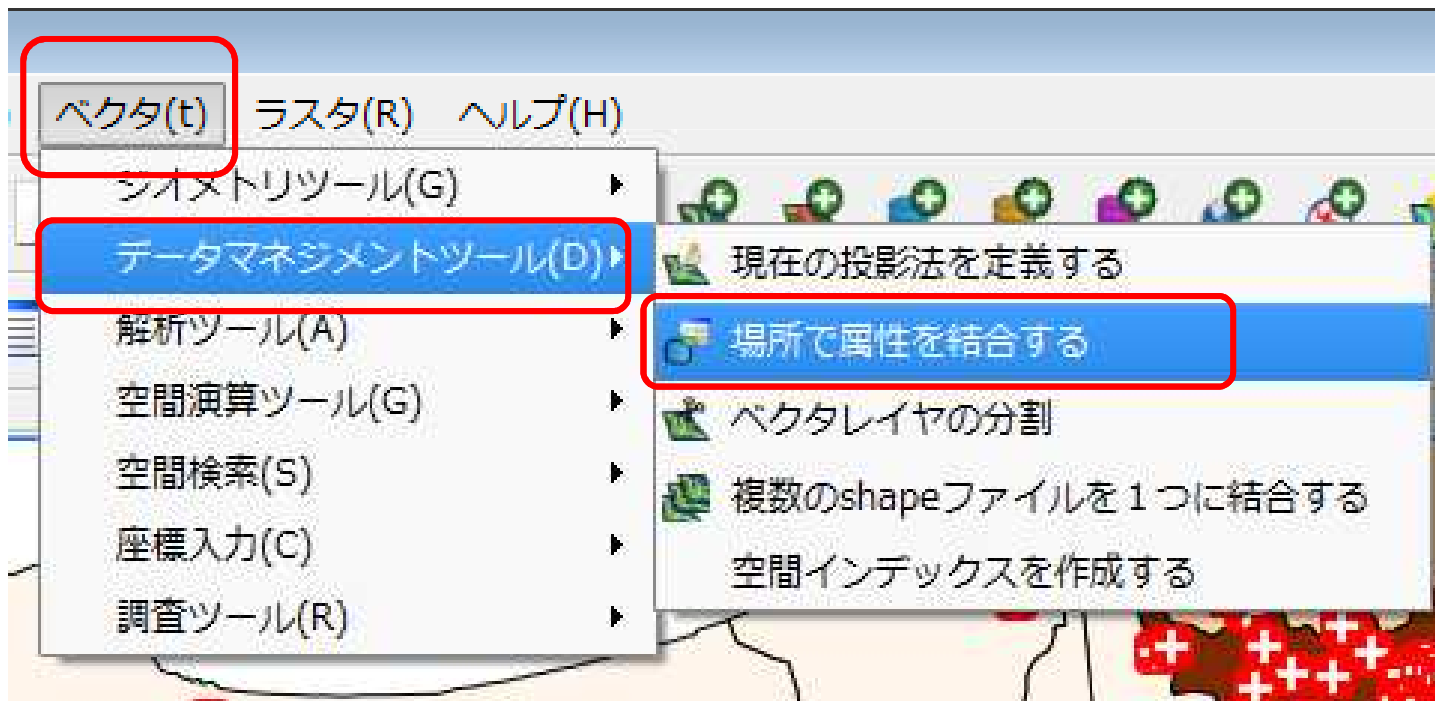 ベクタ(t) ラスタ(R) ヘルプ(H)
ジオメトリツール(G)
データマネジメントツール(D)
解析ツール(A)
空間演算ツール(G)
空間検索(S)
座標入力(C)
調査ツール(R)
現在の投影法を定義する
場所で属性を結合する
ベクタレイヤの分割
複数のshapeファイルを１つに結合する
空間インデックスを作成する